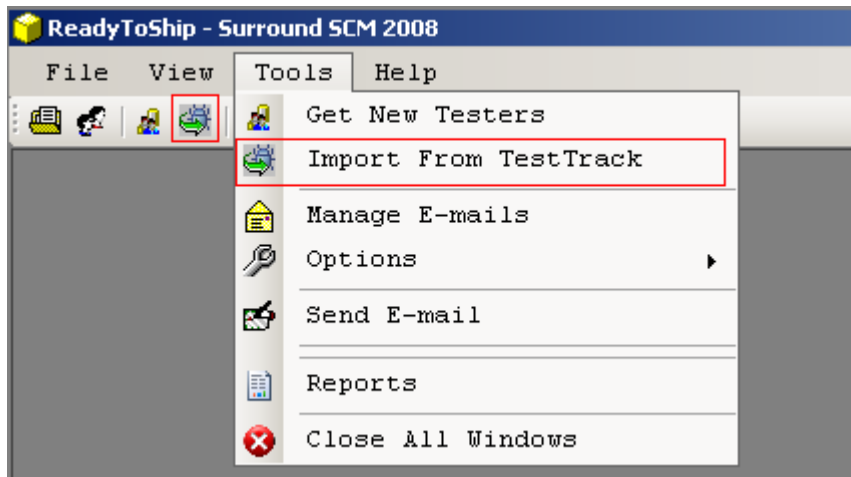 ReadyToShip - Surround SCM 2008
File View Tools Help
Get New Testers
Import From TestTrack
Manage E-mails
Options
Send E-mail
Reports
Close All Windows